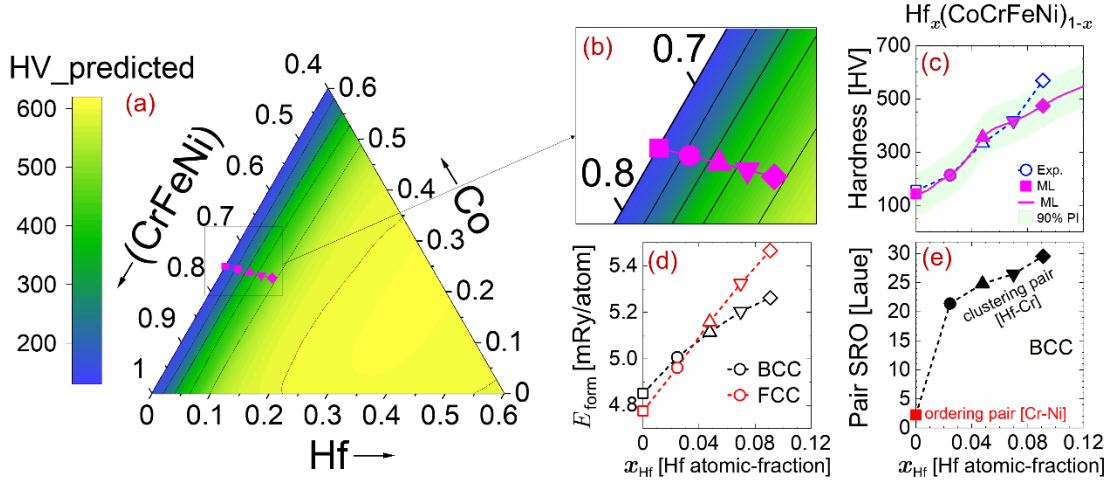 HV_predicted
(a)
600
500
400
300
200
0.4
0.5
0.6
0.7
0.8
0.9
1
0
0.1
0.2
0.3
0.4
0.5
0.6
0
0.1
0.2
0.3
0.4
0.5
0.6
(CrFeNi)
Co
Hf
(b)
0.7
0.8
Hfx(CoCrFeNi)1-x
(c)
Hardness [HV]
700
500
300
100
Exp.
ML
ML
90% PI
(d)
Eform [mRy/atom]
5.4
5.2
5.0
4.8
BCC
FCC
0
0.04
0.08
0.12
xHf [Hf atomic-fraction]
(e)
Pair SRO [Laue]
30
25
20
15
10
5
0
clustering pair
[Hf-Cr]
BCC
ordering pair [Cr-Ni]
0
0.04
0.08
0.12
xHf [Hf atomic-fraction]